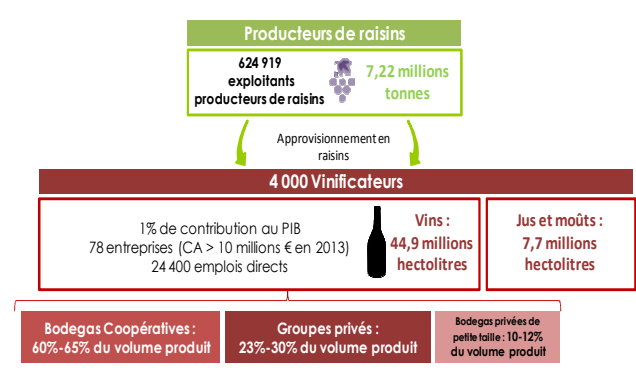 Producteurs de raisins
624 919
exploitants
producteurs de raisins
7,22 millions
tonnes
Approvisionnement en
raisins
4 000 Vinificateurs
1% de contribution au PIB
78 entreprises (CA > 10 millions € en 2013)
24 400 emplois directs
Vins :
44,9 millions
hectolitres
Jus et moûts :
7,7 millions
hectolitres
Bodegas Coopératives :
60%-65% du volume produit
Groupes privés :
23%-30% du volume produit
Bodegas privées de
petite taille : 10-12%
du volume produit